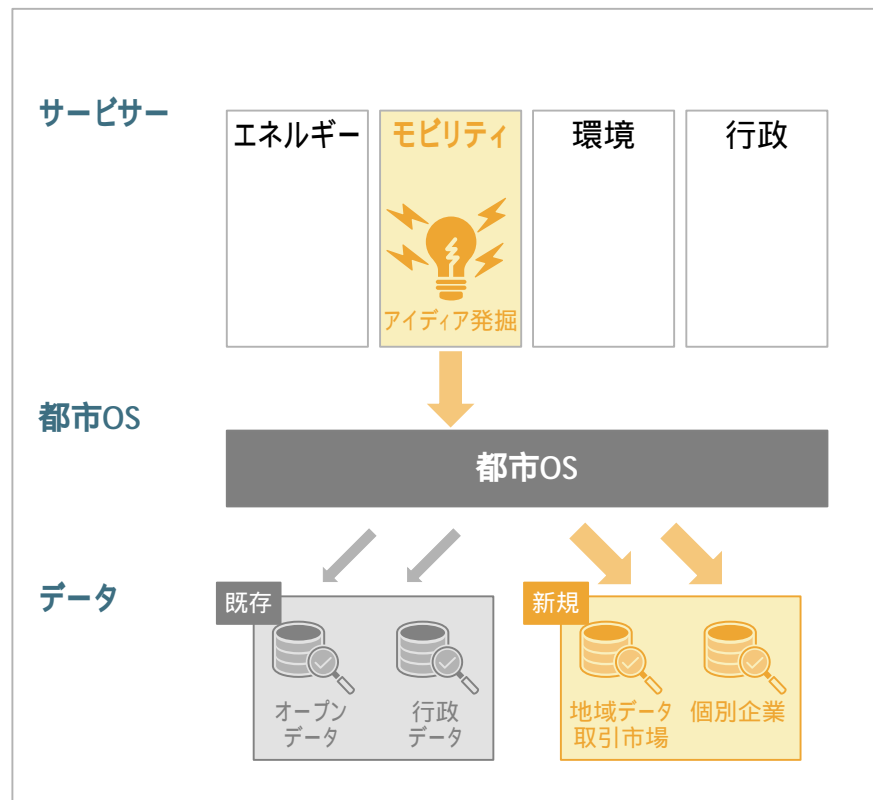 サービサー
エネルギー
モビリティ
環境
行政
アイディア発掘
都市OS
都市OS
データ
既存
新規
オープン
データ
行政
データ
地域データ
取引市場
個別企業